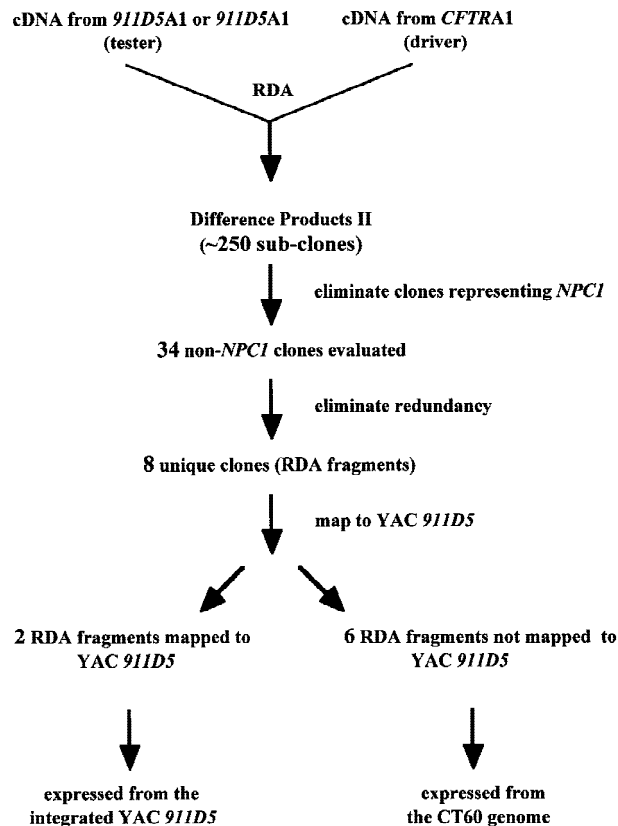 cDNA from 911D5A1 or 911D5A1
(tester)
cDNA from CFTRA1
(driver)
RDA
Difference Products II
(~250 sub-clones)
eliminate clones representing NPC1
34 non-NPC1 clones evaluated
eliminate redundancy
8 unique clones (RDA fragments)
map to YAC 911D5
2 RDA fragments mapped to
YAC 911D5
6 RDA fragments not mapped to
YAC 911D5
expressed from the
integrated YAC 911D5
expressed from
the CT60 genome